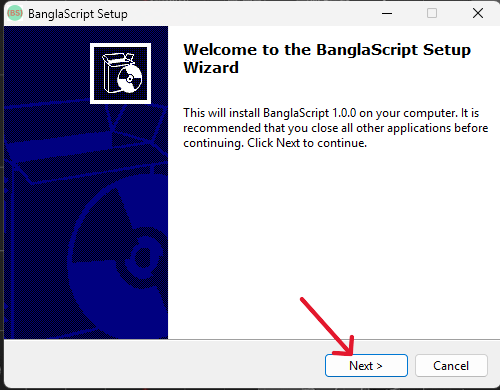 BS BanglaScript Setup
Welcome to the BanglaScript Setup
Wizard
This will install BanglaScript 1.0.0 on your computer. It is
recommended that you close all other applications before
continuing. Click Next to continue.
Next > Cancel